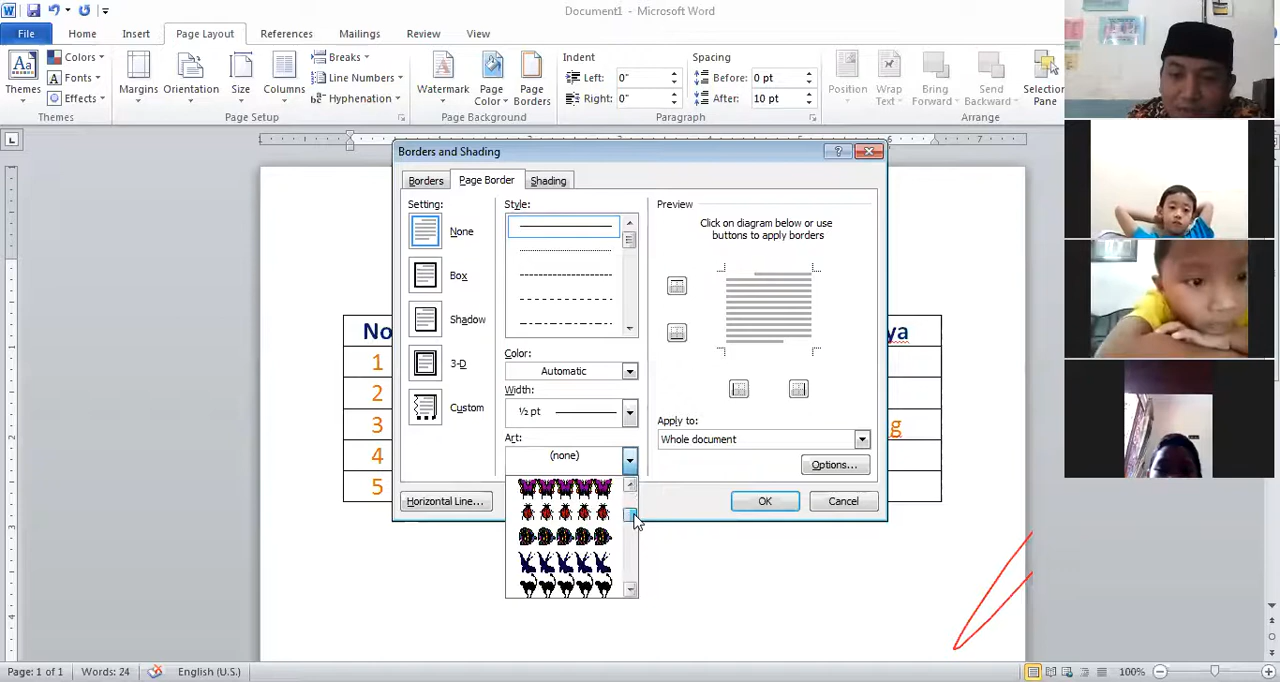 Document1 - Microsoft Word
File Home Insert Page Layout References Mailings Review View
Themes
Colors
Fonts
Effects
Themes
Margins
Orientation
Size
Columns
Breaks
Line Numbers
Hyphenation
Page Setup
Watermark
Page Color
Page Borders
Page Background
Indent
Left: 0"
Right: 0"
Spacing
Before: 0 pt
After: 10 pt
Paragraph
Position
Wrap Text
Bring Forward
Send Backward
Selection Pane
Arrange
Borders and Shading
Borders Page Border Shading
Setting:
None
Box
Shadow
3-D
Custom
Style:
Color:
Automatic
Width:
½ pt
Art:
(none)
Preview
Click on diagram below or use buttons to apply borders
Apply to:
Whole document
Options...
Horizontal Line...
OK
Cancel
No
ya
1
2
3
g
4
5
Page: 1 of 1 Words: 24 English (U.S.) 100%